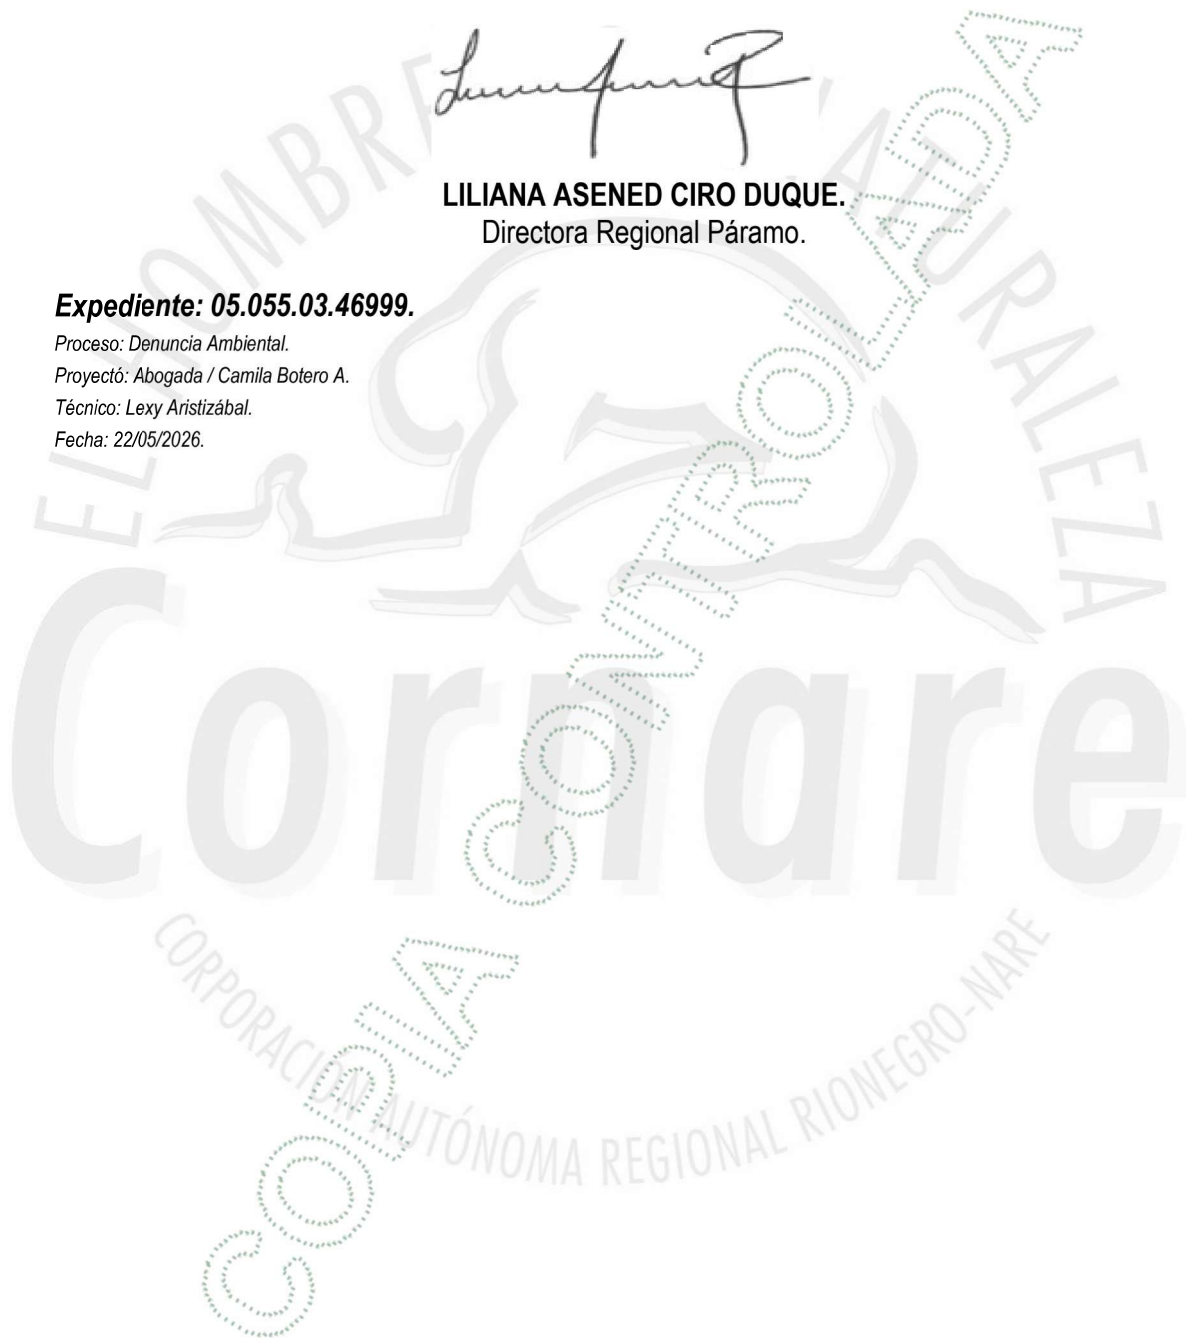 LILIANA ASENED CIRO DUQUE.
Directora Regional Páramo.
Expediente: 05.055.03.46999.
Proceso: Denuncia Ambiental.
Proyectó: Abogada / Camila Botero A.
Técnico: Lexy Aristizábal.
Fecha: 22/05/2026.
EL HOMBRE NATURALEZA
Cornare
CORPORACIÓN AUTÓNOMA REGIONAL RIONEGRO-NARE
COPIA CONTROLADA